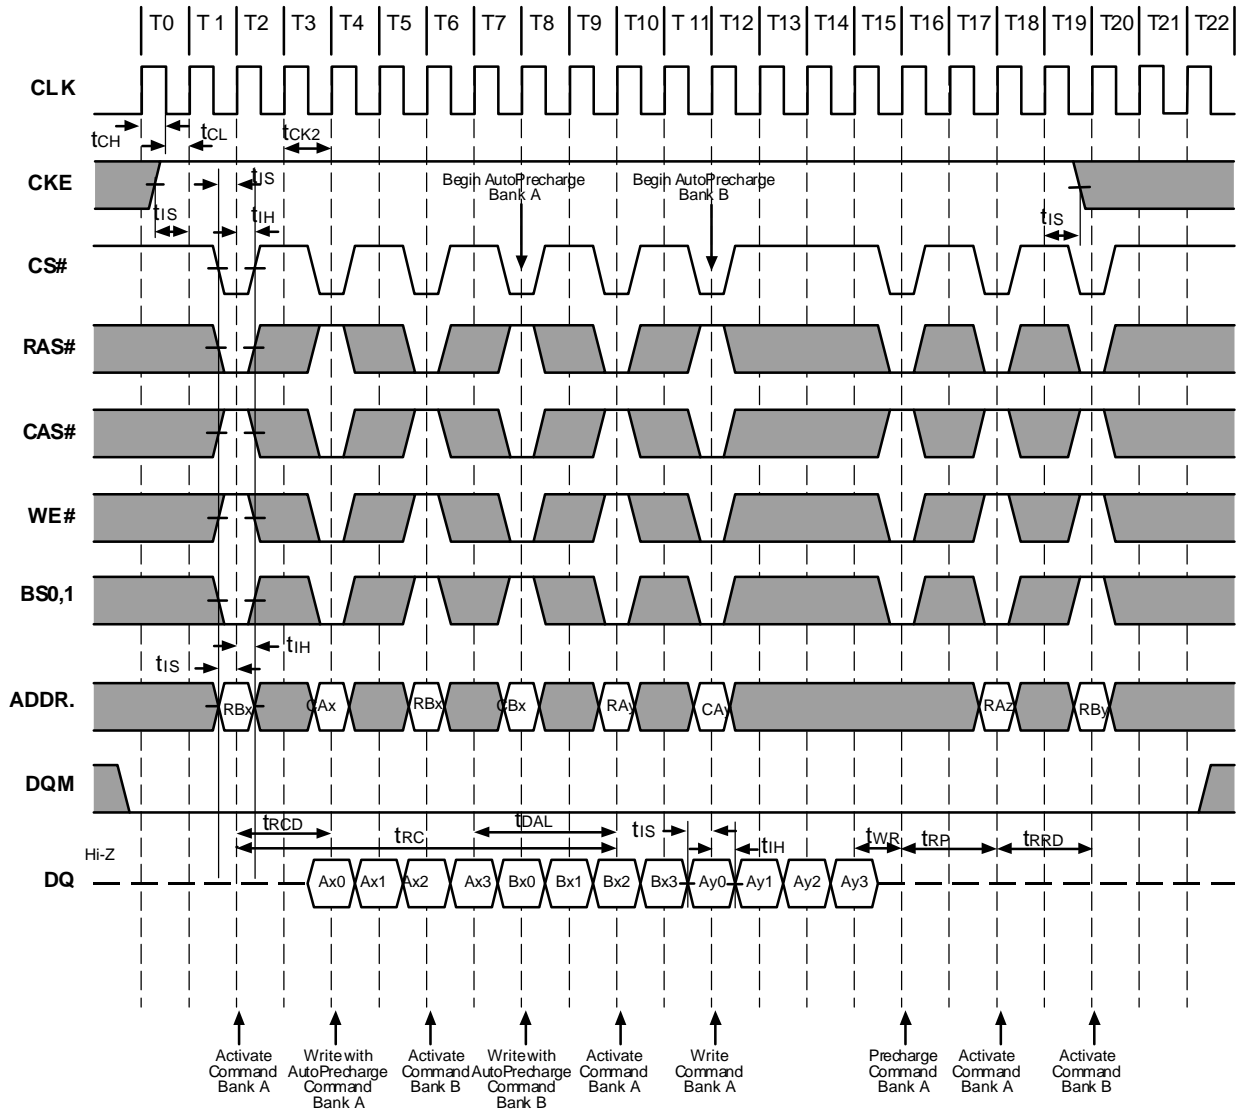 T0 T 1 T2 T3 T4 T5 T6 T7 T8 T9 T10 T 11 T12 T13 T14 T15 T16 T17 T18 T19 T20 T21 T22
CLK
tCH tCL tCK2
CKE
tIS
Begin AutoPrecharge
Bank A
Begin AutoPrecharge
Bank B
tIS tIH tIS
CS#
RAS#
CAS#
WE#
BS0,1
tIH
tIS
ADDR.
RBx CAx RBx CBx RAy CAy RAz RBy
DQM
tRCD tDAL tIS tWR tRP tRRD
tRC tIH
Hi-Z
DQ
Ax0 Ax1 Ax2 Ax3 Bx0 Bx1 Bx2 Bx3 Ay0 Ay1 Ay2 Ay3
Activate
Command
Bank A
Write with
AutoPrecharge
Command
Bank A
Activate
Command
Bank B
Write with
AutoPrecharge
Command
Bank B
Activate
Command
Bank A
Write
Command
Bank A
Precharge
Command
Bank A
Activate
Command
Bank A
Activate
Command
Bank B